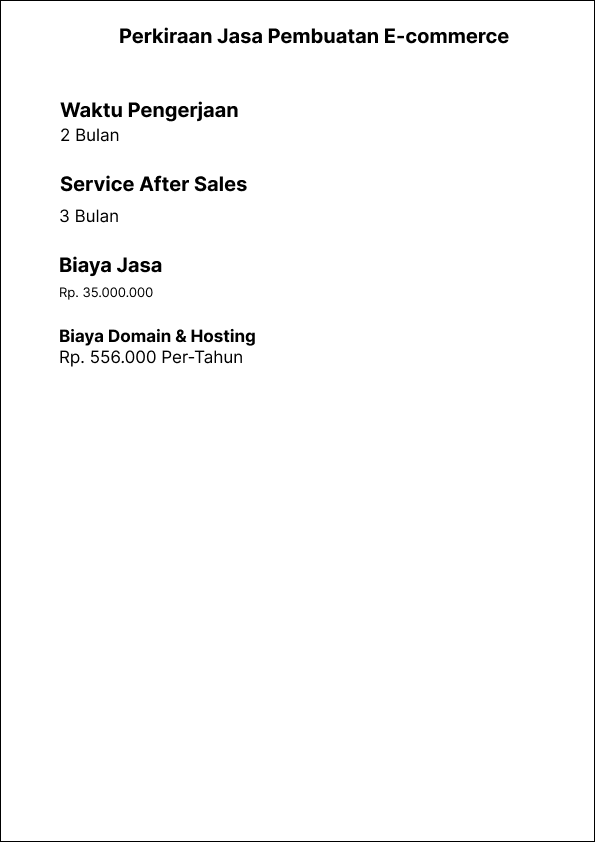 Perkiraan Jasa Pembuatan E-commerce
Waktu Pengerjaan
2 Bulan
Service After Sales
3 Bulan
Biaya Jasa
Rp. 35.000.000
Biaya Domain & Hosting
Rp. 556.000 Per-Tahun